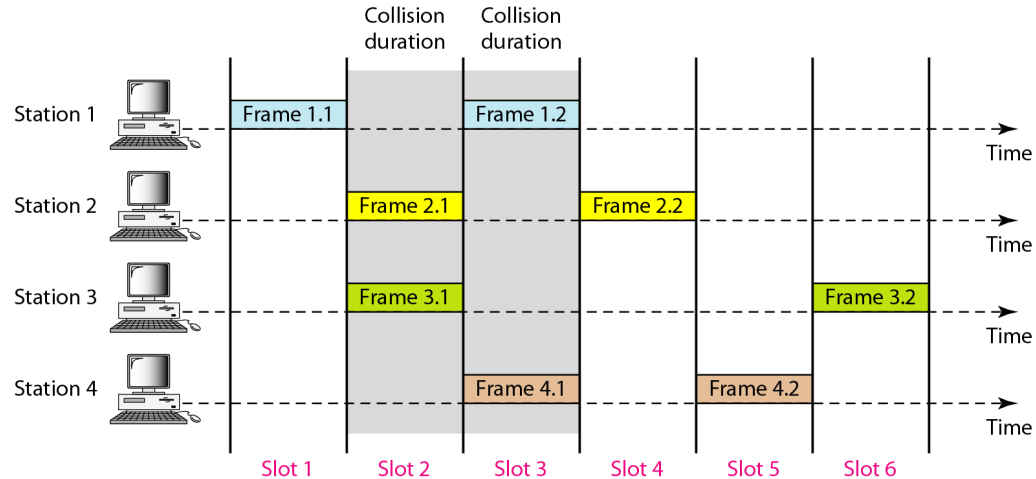 Collision
duration
Collision
duration
Station 1
Frame 1.1
Frame 1.2
Time
Station 2
Frame 2.1
Frame 2.2
Time
Station 3
Frame 3.1
Frame 3.2
Time
Station 4
Frame 4.1
Frame 4.2
Time
Slot 1
Slot 2
Slot 3
Slot 4
Slot 5
Slot 6